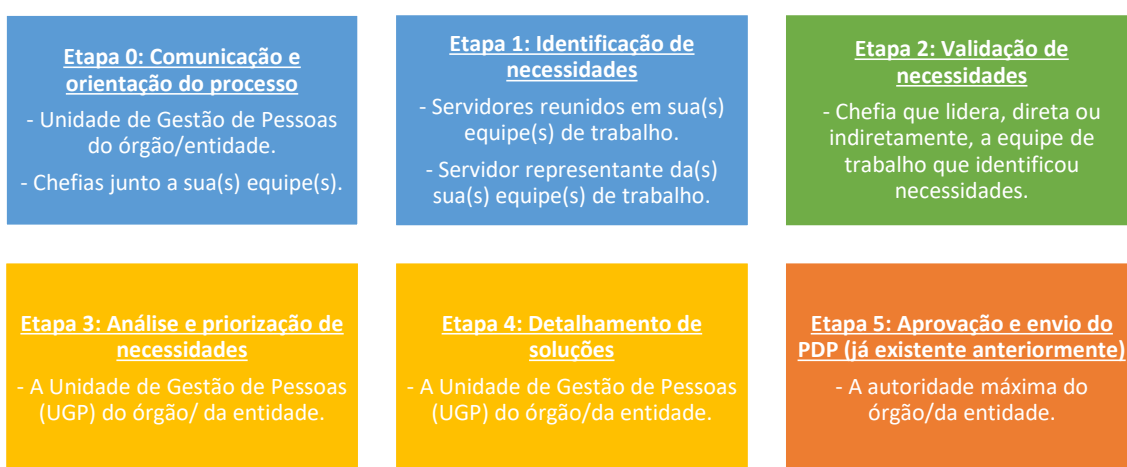 Etapa 0: Comunicação e
orientação do processo
- Unidade de Gestão de Pessoas
do órgão/entidade.
- Chefias junto a sua(s) equipe(s).
Etapa 1: Identificação de
necessidades
- Servidores reunidos em sua(s)
equipe(s) de trabalho.
- Servidor representante da(s)
sua(s) equipe(s) de trabalho.
Etapa 2: Validação de
necessidades
- Chefia que lidera, direta ou
indiretamente, a equipe de
trabalho que identificou
necessidades.
Etapa 3: Análise e priorização de
necessidades
- A Unidade de Gestão de Pessoas
(UGP) do órgão/ da entidade.
Etapa 4: Detalhamento de
soluções
- A Unidade de Gestão de Pessoas
(UGP) do órgão/da entidade.
Etapa 5: Aprovação e envio do
PDP (já existente anteriormente)
- A autoridade máxima do
órgão/da entidade.